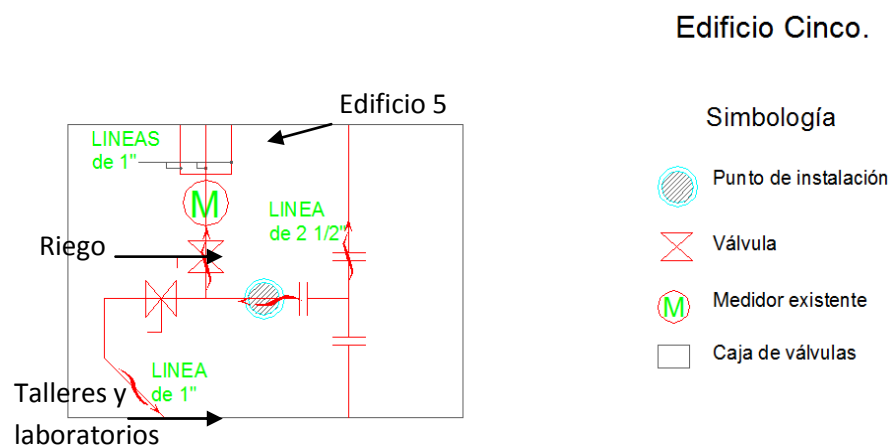 Edificio Cinco.
Edificio 5
LINEAS
de 1"
M
LINEA
de 2 1/2"
Riego
LINEA
de 1"
Talleres y
laboratorios
Simbología
Punto de instalación
Válvula
M
Medidor existente
Caja de válvulas